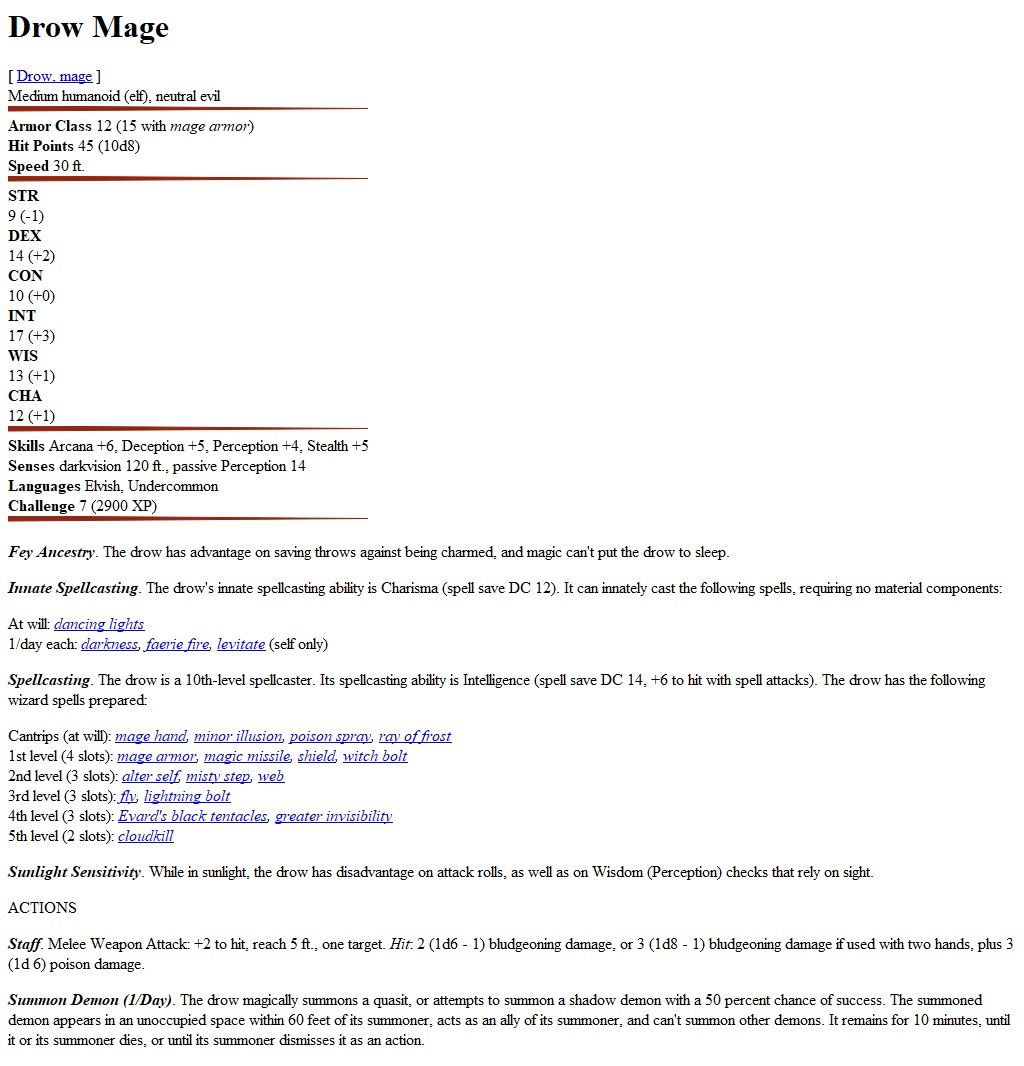 Drow Mage
[ Drow, mage ]
Medium humanoid (elf), neutral evil
Armor Class 12 (15 with mage armor)
Hit Points 45 (10d8)
Speed 30 ft.
STR
9 (-1)
DEX
14 (+2)
CON
10 (+0)
INT
17 (+3)
WIS
13 (+1)
CHA
12 (+1)
Skills Arcana +6, Deception +5, Perception +4, Stealth +5
Senses darkvision 120 ft., passive Perception 14
Languages Elvish, Undercommon
Challenge 7 (2900 XP)
Fey Ancestry. The drow has advantage on saving throws against being charmed, and magic can't put the drow to sleep.
Innate Spellcasting. The drow's innate spellcasting ability is Charisma (spell save DC 12). It can innately cast the following spells, requiring no material components:
At will: dancing lights
1/day each: darkness, faerie fire, levitate (self only)
Spellcasting. The drow is a 10th-level spellcaster. Its spellcasting ability is Intelligence (spell save DC 14, +6 to hit with spell attacks). The drow has the following
wizard spells prepared:
Cantrips (at will): mage hand, minor illusion, poison spray, ray of frost
1st level (4 slots): mage armor, magic missile, shield, witch bolt
2nd level (3 slots): alter self, misty step, web
3rd level (3 slots): fly, lightning bolt
4th level (3 slots): Evard's black tentacles, greater invisibility
5th level (2 slots): cloudkill
Sunlight Sensitivity. While in sunlight, the drow has disadvantage on attack rolls, as well as on Wisdom (Perception) checks that rely on sight.
ACTIONS
Staff. Melee Weapon Attack: +2 to hit, reach 5 ft., one target. Hit: 2 (1d6 - 1) bludgeoning damage, or 3 (1d8 - 1) bludgeoning damage if used with two hands, plus 3
(1d 6) poison damage.
Summon Demon (1/Day). The drow magically summons a quasit, or attempts to summon a shadow demon with a 50 percent chance of success. The summoned
demon appears in an unoccupied space within 60 feet of its summoner, acts as an ally of its summoner, and can't summon other demons. It remains for 10 minutes, until
it or its summoner dies, or until its summoner dismisses it as an action.